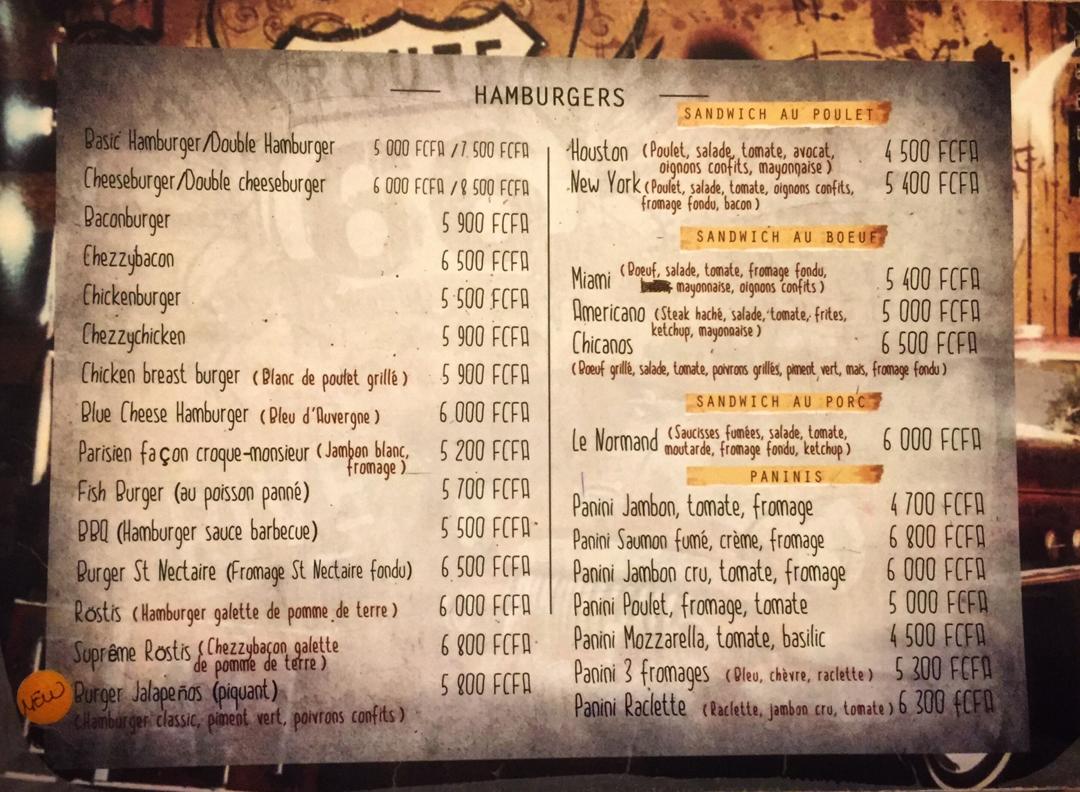 ROUTE
HAMBURGERS
Basic Hamburger/Double Hamburger 5 000 FCFA / 7 500 FCFA
Cheeseburger/Double cheeseburger 6 000 FCFA / 8 500 FCFA
Baconburger 5 900 FCFA
Chezzybacon 6 500 FCFA
Chickenburger 5 500 FCFA
Chezzychicken 5 900 FCFA
Chicken breast burger (Blanc de poulet grillé) 5 900 FCFA
Blue Cheese Hamburger (Bleu d'Auvergne) 6 000 FCFA
Parisien façon croque-monsieur (Jambon blanc, 5 200 FCFA
fromage)
Fish Burger (au poisson panné) 5 700 FCFA
BBQ (Hamburger sauce barbecue) 5 500 FCFA
Burger St Nectaire (Fromage St Nectaire fondu) 6 500 FCFA
Röstis (Hamburger galette de pomme de terre) 6 000 FCFA
Suprême Röstis (Chezzybacon galette 6 800 FCFA
de pomme de terre)
NEW
Burger Jalapeños (piquant) 5 800 FCFA
(Hamburger classic, piment vert, poivrons confits)
SANDWICH AU POULET
Houston (Poulet, salade, tomate, avocat, 4 500 FCFA
oignons confits, mayonnaise)
New York (Poulet, salade, tomate, oignons confits, 5 400 FCFA
fromage fondu, bacon)
SANDWICH AU BOEUF
Miami (Boeuf, salade, tomate, fromage fondu, 5 400 FCFA
mayonnaise, oignons confits)
Americano (Steak haché, salade, tomate, frites, 5 000 FCFA
ketchup, mayonnaise)
Chicanos 6 500 FCFA
(Boeuf grillé, salade, tomate, poivrons grillés, piment vert, maïs, fromage fondu)
SANDWICH AU PORC
Le Normand (Saucisses fumées, salade, tomate, 6 000 FCFA
moutarde, fromage fondu, ketchup)
PANINIS
Panini Jambon, tomate, fromage 4 700 FCFA
Panini Saumon fumé, crème, fromage 6 800 FCFA
Panini Jambon cru, tomate, fromage 6 000 FCFA
Panini Poulet, fromage, tomate 5 000 FCFA
Panini Mozzarella, tomate, basilic 4 500 FCFA
Panini 3 fromages (Bleu, chèvre, raclette) 5 300 FCFA
Panini Raclette (Raclette, jambon cru, tomate) 6 300 FCFA